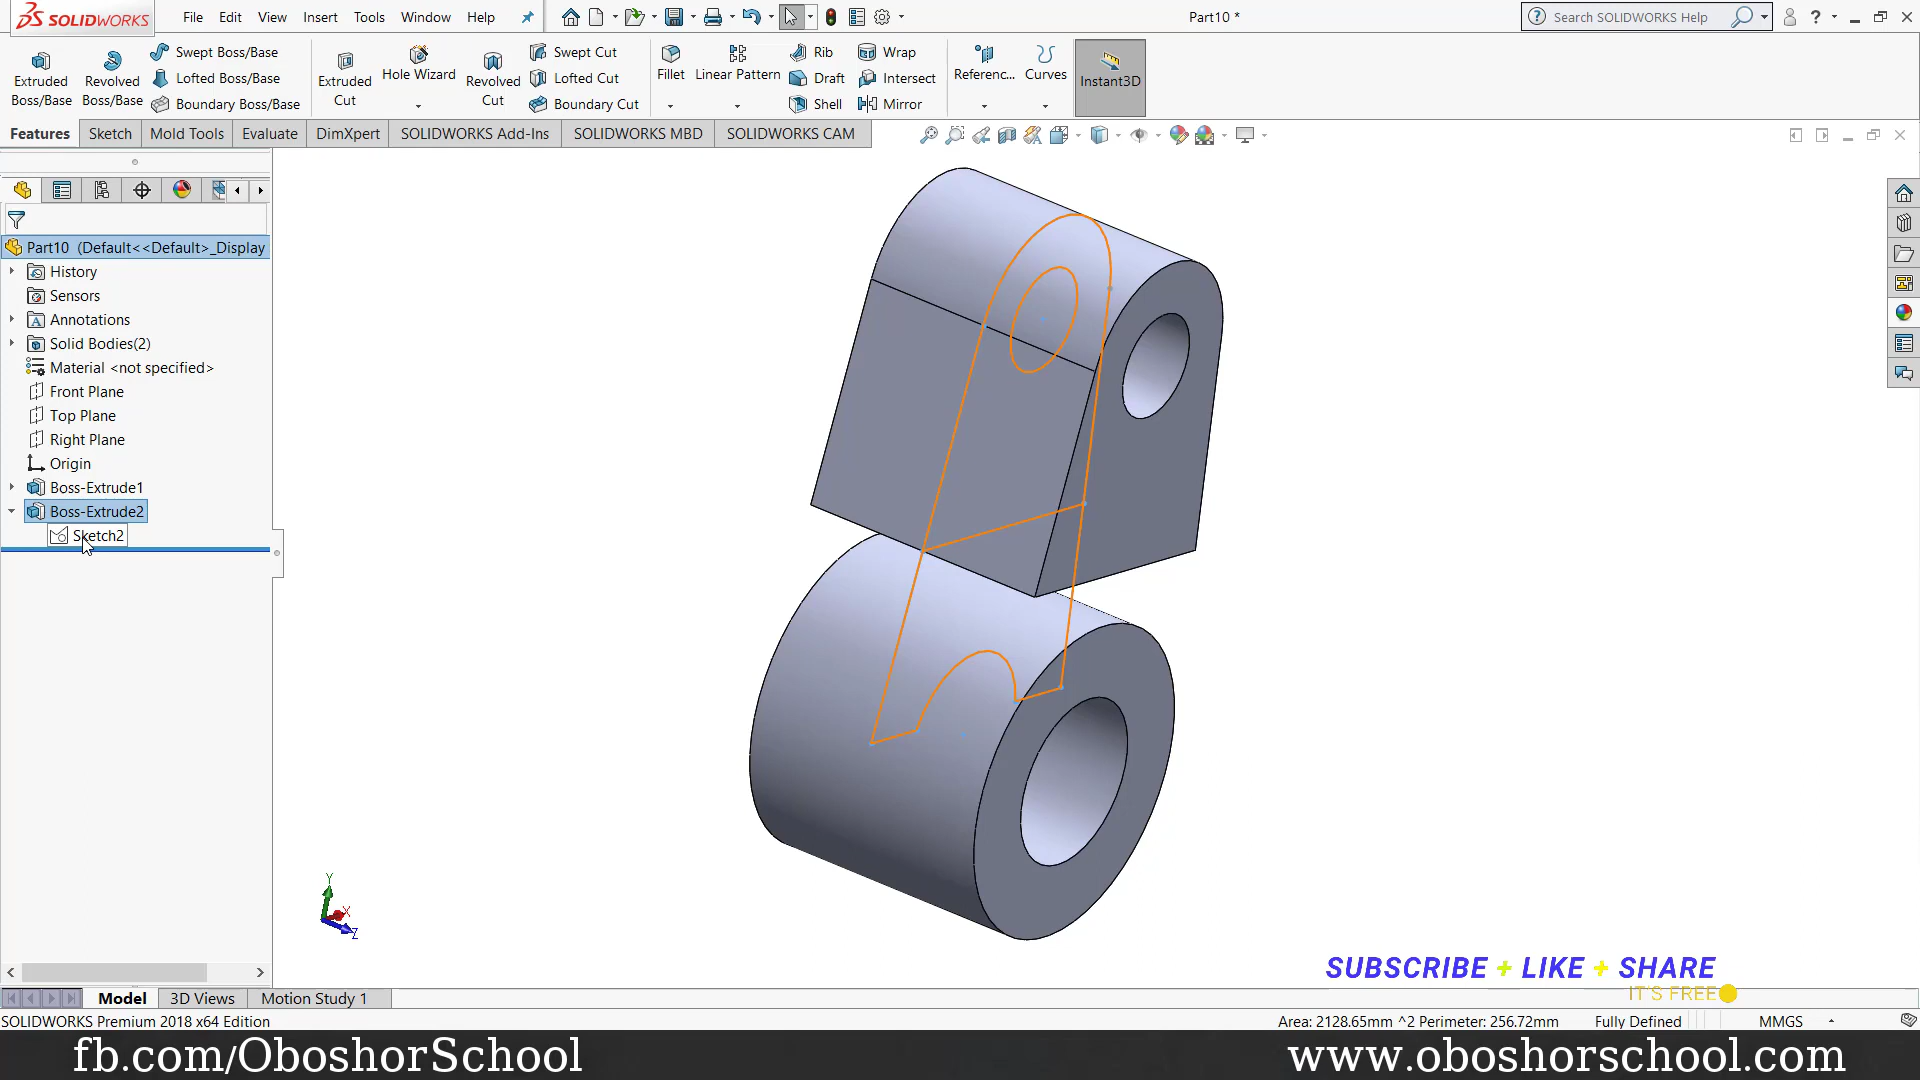 SOLIDWORKS File Edit View Insert Tools Window Help Part10 * Search SOLIDWORKS Help
Extruded Boss/Base
Revolved Boss/Base
Swept Boss/Base
Lofted Boss/Base
Boundary Boss/Base
Extruded Cut
Hole Wizard
Revolved Cut
Swept Cut
Lofted Cut
Boundary Cut
Fillet
Linear Pattern
Rib
Draft
Shell
Wrap
Intersect
Mirror
Referenc...
Curves
Instant3D
Features Sketch Mold Tools Evaluate DimXpert SOLIDWORKS Add-Ins SOLIDWORKS MBD SOLIDWORKS CAM
Part10 (Default<<Default>_Display
History
Sensors
Annotations
Solid Bodies(2)
Material <not specified>
Front Plane
Top Plane
Right Plane
Origin
Boss-Extrude1
Boss-Extrude2
Sketch2
Y
X
Z
SUBSCRIBE + LIKE + SHARE
IT'S FREE
Model 3D Views Motion Study 1
SOLIDWORKS Premium 2018 x64 Edition Area: 2128.65mm ^2 Perimeter: 256.72mm Fully Defined MMGS
fb.com/OboshorSchool www.oboshorschool.com